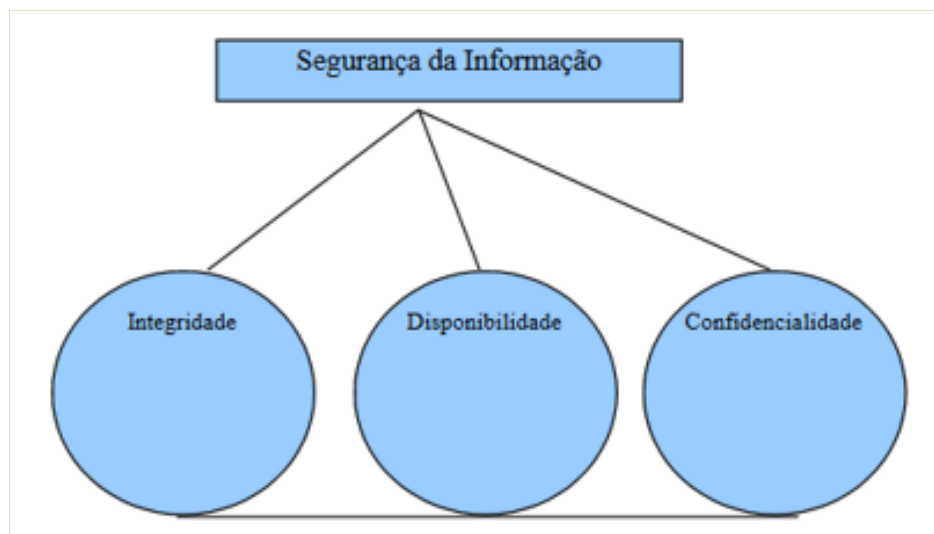 Segurança da Informação
Integridade
Disponibilidade
Confidencialidade